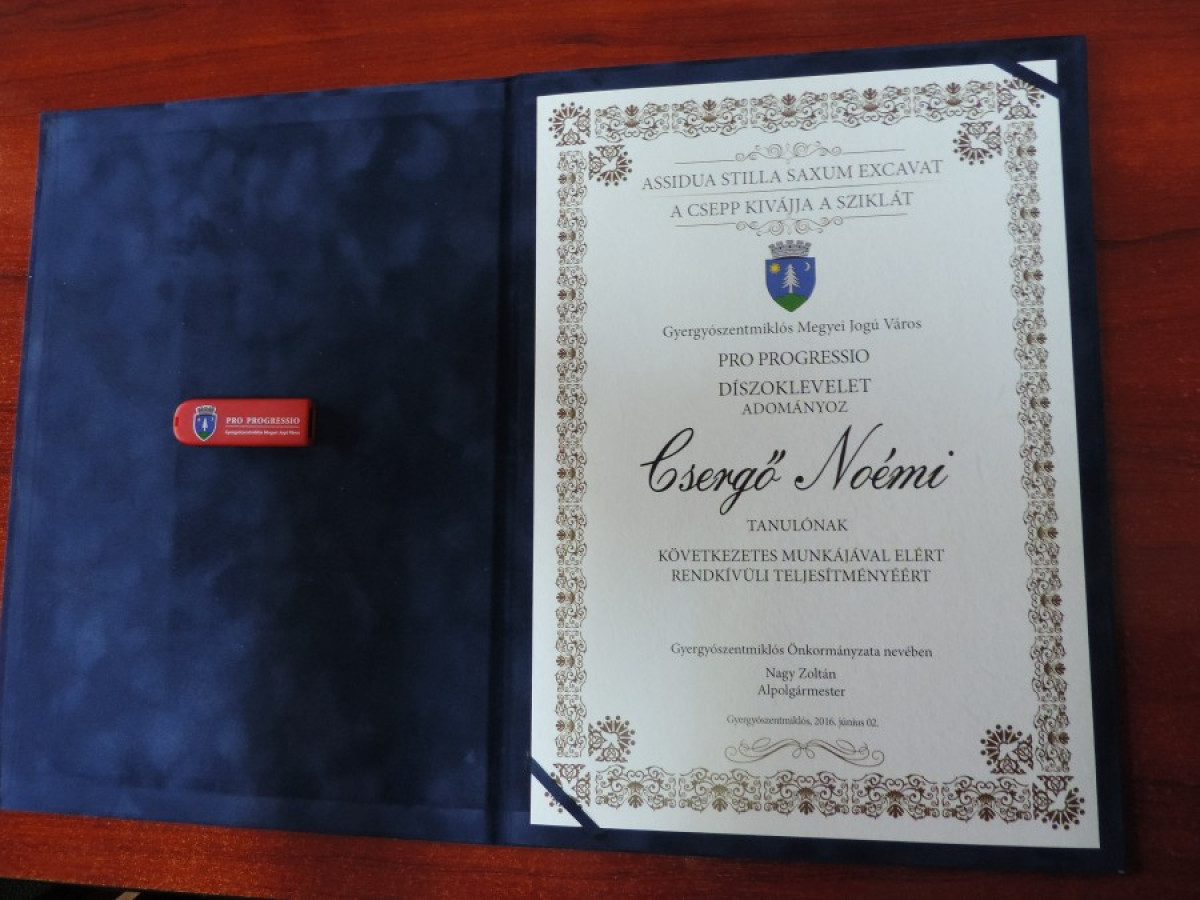 PRO PROGRESSIO
Gyergyószentmiklós Megyei Jogú Város
ASSIDUA STILLA SAXUM EXCAVAT
A CSEPP KIVÁJJA A SZIKLÁT
Gyergyószentmiklós Megyei Jogú Város
PRO PROGRESSIO
DÍSZOKLEVELET
ADOMÁNYOZ
Csergő Noémi
TANULÓNAK
KÖVETKEZETES MUNKÁJÁVAL ELÉRT
RENDKÍVÜLI TELJESÍTMÉNYÉÉRT
Gyergyószentmiklós Önkormányzata nevében
Nagy Zoltán
Alpolgármester
Gyergyószentmiklós, 2016. június 02.